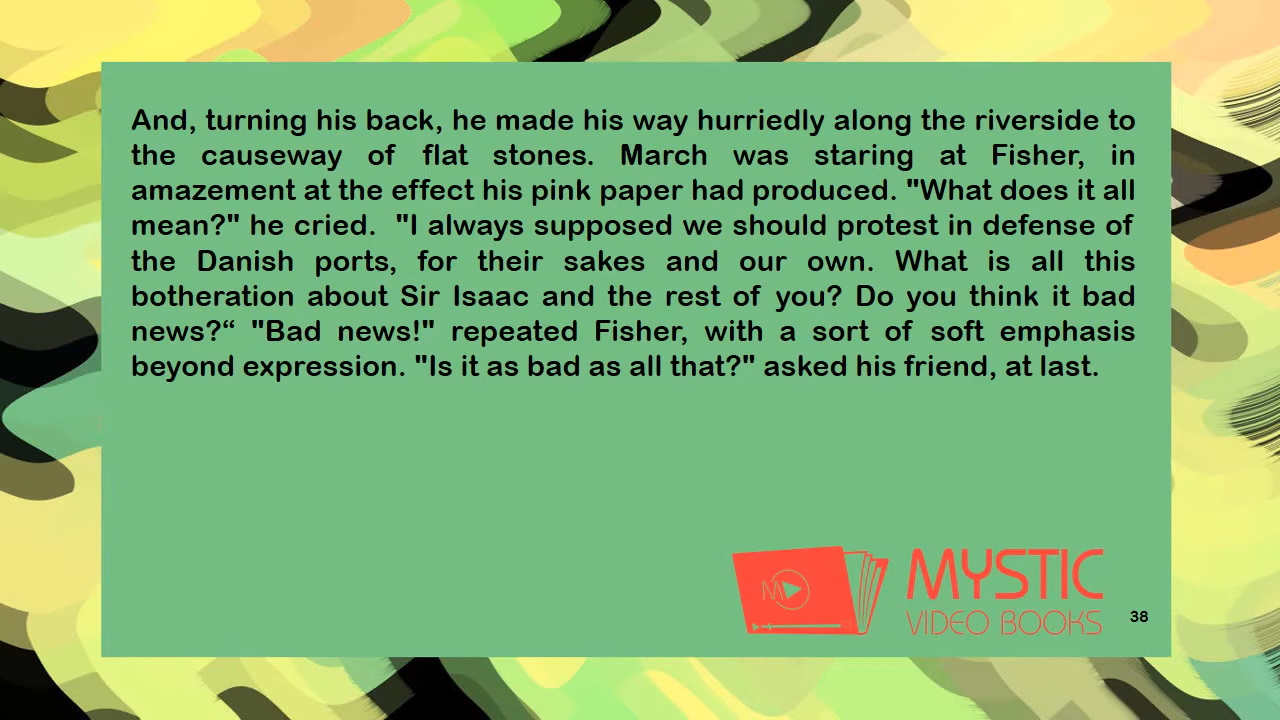 And, turning his back, he made his way hurriedly along the riverside to
the causeway of flat stones. March was staring at Fisher, in
amazement at the effect his pink paper had produced. "What does it all
mean?" he cried.  "I always supposed we should protest in defense of
the Danish ports, for their sakes and our own. What is all this
botheration about Sir Isaac and the rest of you? Do you think it bad
news?“ "Bad news!" repeated Fisher, with a sort of soft emphasis
beyond expression. "Is it as bad as all that?" asked his friend, at last.
M
MYSTIC
VIDEO BOOKS
38